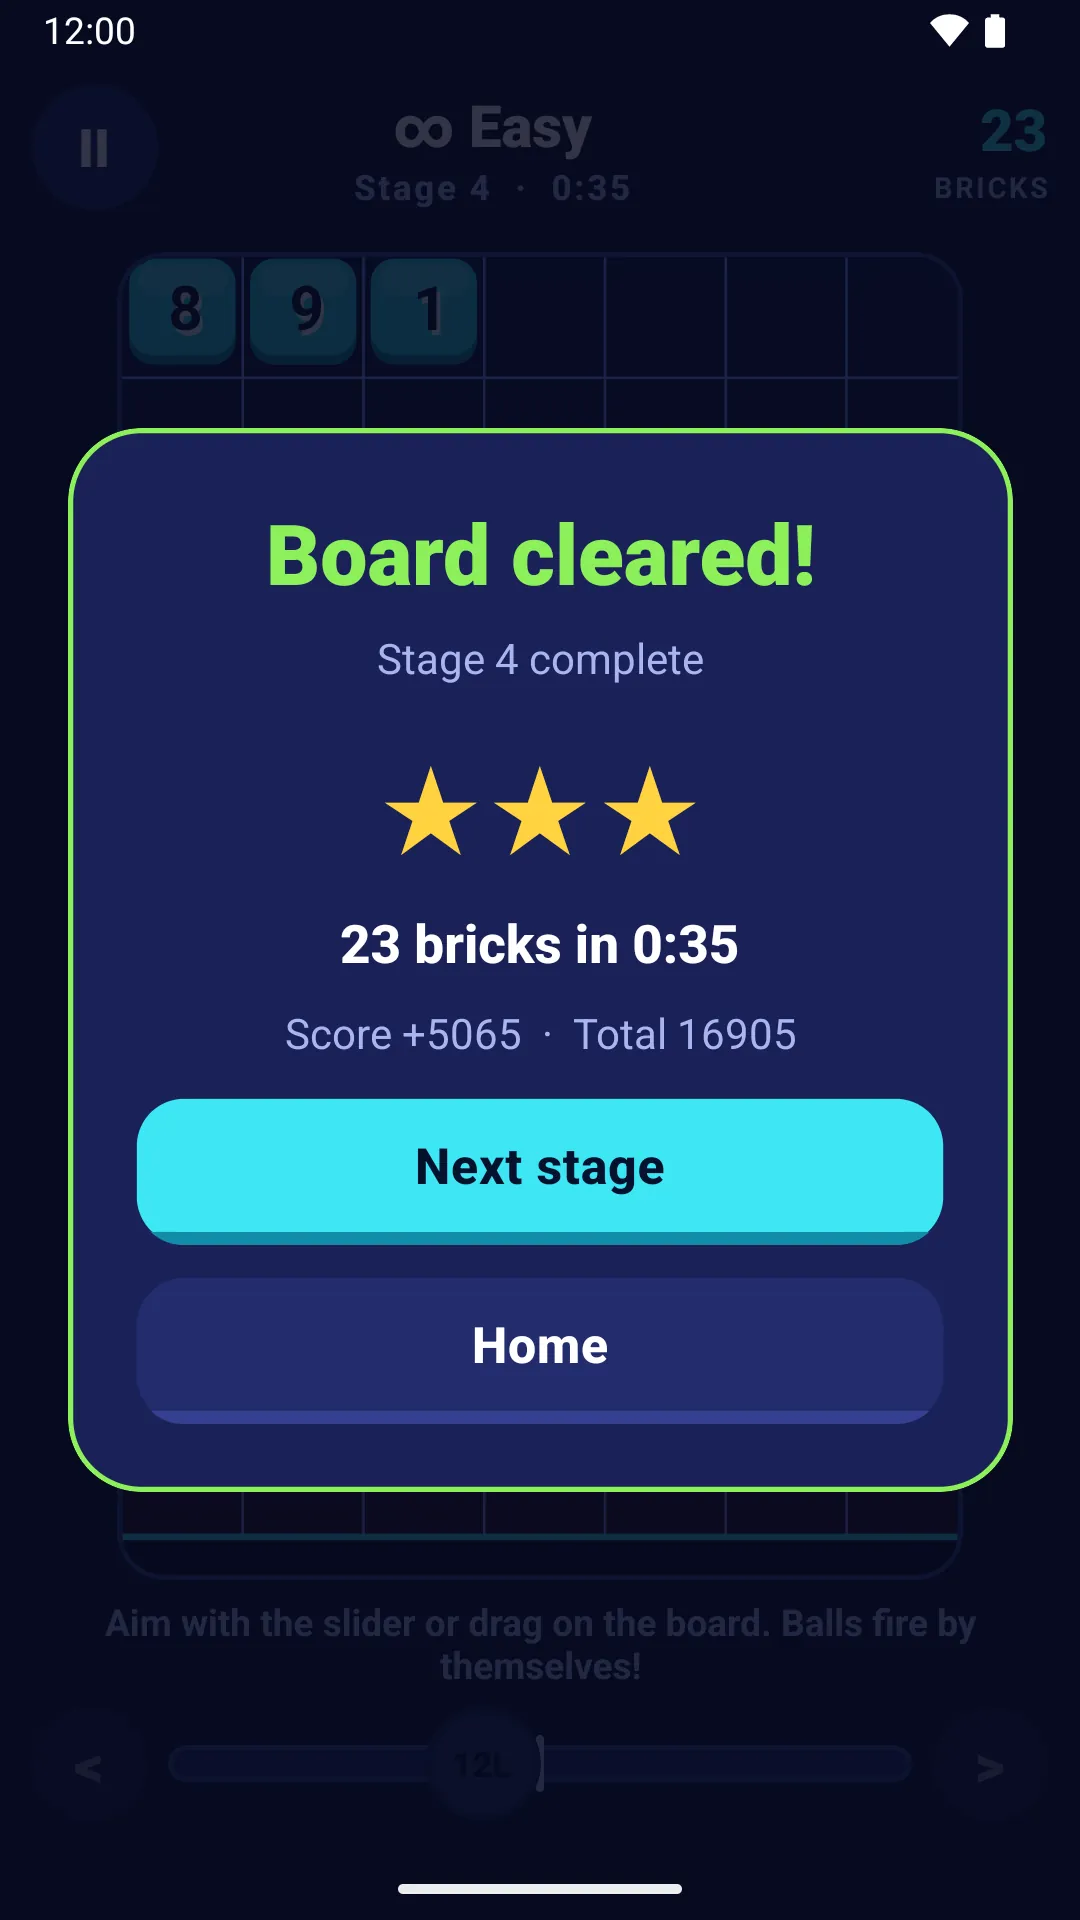 12:00
∞ Easy
Stage 4 · 0:35
23
BRICKS
8 9 1
Board cleared!
Stage 4 complete
23 bricks in 0:35
Score +5065 · Total 16905
Next stage
Home
Aim with the slider or drag on the board. Balls fire by
themselves!
< 12L >